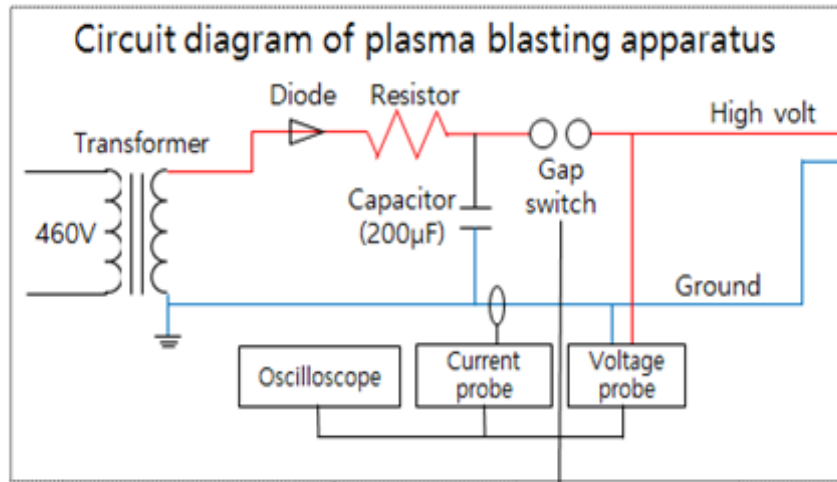 Circuit diagram of plasma blasting apparatus
Diode
Resistor
High volt
Transformer
Gap
switch
Capacitor
(200μF)
460V
Ground
Oscilloscope
Current
probe
Voltage
probe